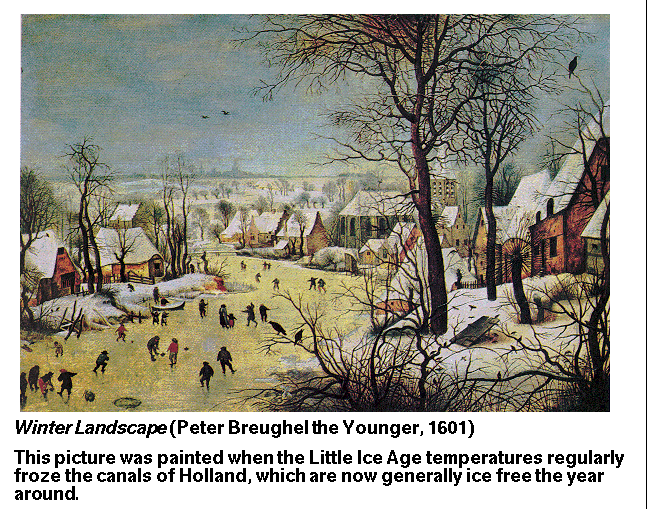 Winter Landscape (Peter Breughel the Younger, 1601)
This picture was painted when the Little Ice Age temperatures regularly
froze the canals of Holland, which are now generally ice free the year
around.